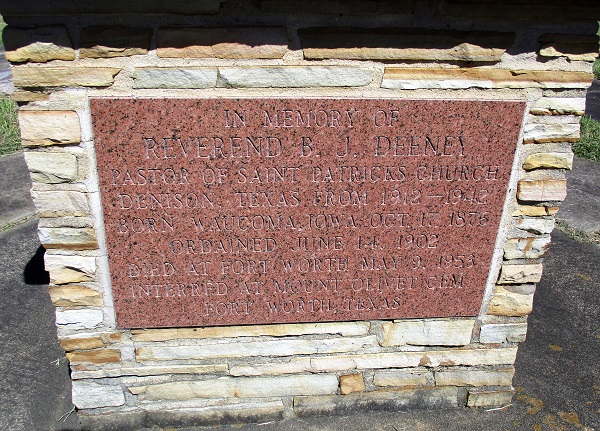 IN MEMORY OF
REVEREND B. J. DEENEY
PASTOR OF SAINT PATRICKS CHURCH
DENISON, TEXAS FROM 1912-1942
BORN WAUCOMA, IOWA OCT. 17, 1876
ORDAINED JUNE 14, 1902
DIED AT FORT WORTH MAY 9, 1953
INTERRED AT MOUNT OLIVET CEM.
FORT WORTH, TEXAS